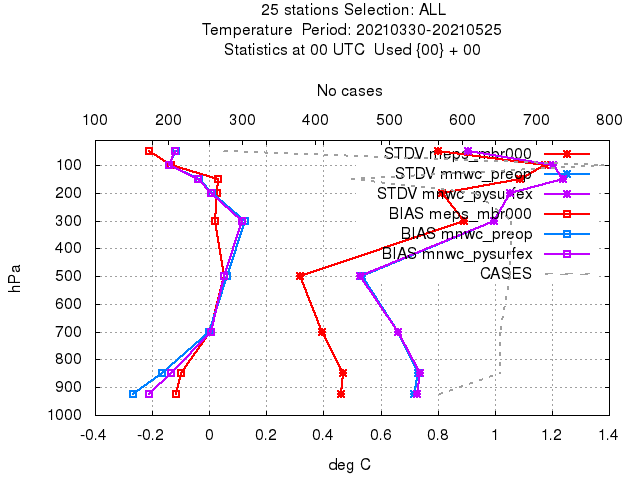 25 stations Selection: ALL
Temperature  Period: 20210330-20210525
Statistics at 00 UTC  Used {00} + 00
No cases
100 200 300 400 500 600 700 800
STDV meps_mbr000
100
STDV mnwc_preop
STDV mnwc_pysurfex
200
BIAS meps_mbr000
300
BIAS mnwc_preop
400
BIAS mnwc_pysurfex
CASES
500
hPa
600
700
800
900
1000
-0.4 -0.2 0 0.2 0.4 0.6 0.8 1 1.2 1.4
deg C